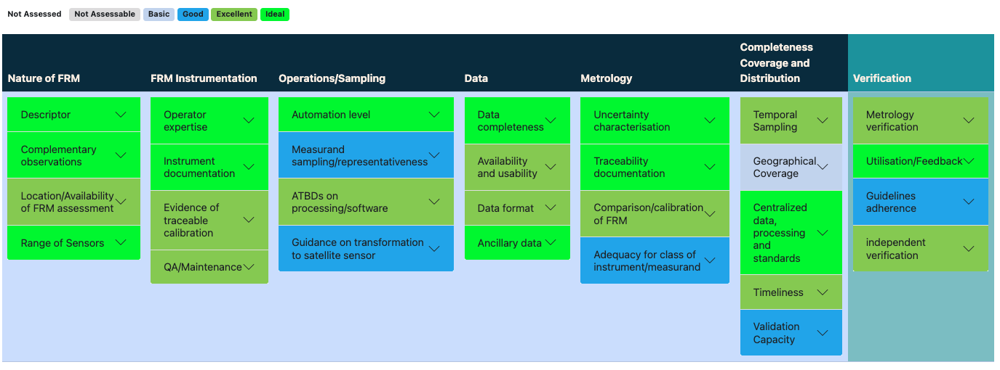 Not Assessed
Not Assessable
Basic
Good
Excellent
Ideal
Nature of FRM
Descriptor
Complementary
observations
Location/Availability
of FRM assessment
Range of Sensors
FRM Instrumentation
Operator
expertise
Instrument
documentation
Evidence of
traceable
calibration
QA/Maintenance
Operations/Sampling
Automation level
Measurand
sampling/representativeness
ATBDs on
processing/software
Guidance on transformation
to satellite sensor
Data
Data
completeness
Availability
and usability
Data format
Ancillary data
Metrology
Uncertainty
characterisation
Traceability
documentation
Comparison/calibration
of FRM
Adequacy for class of
instrument/measurand
Completeness
Coverage and
Distribution
Temporal
Sampling
Geographical
Coverage
Centralized
data,
processing
and
standards
Timeliness
Validation
Capacity
Verification
Metrology
verification
Utilisation/Feedback
Guidelines
adherence
independent
verification